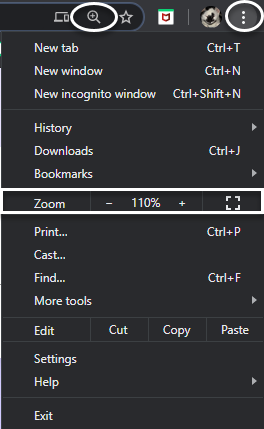 New tab Ctrl+T
New window Ctrl+N
New incognito window Ctrl+Shift+N
History
Downloads Ctrl+J
Bookmarks
Zoom − 110% +
Print... Ctrl+P
Cast...
Find... Ctrl+F
More tools
Edit Cut Copy Paste
Settings
Help
Exit